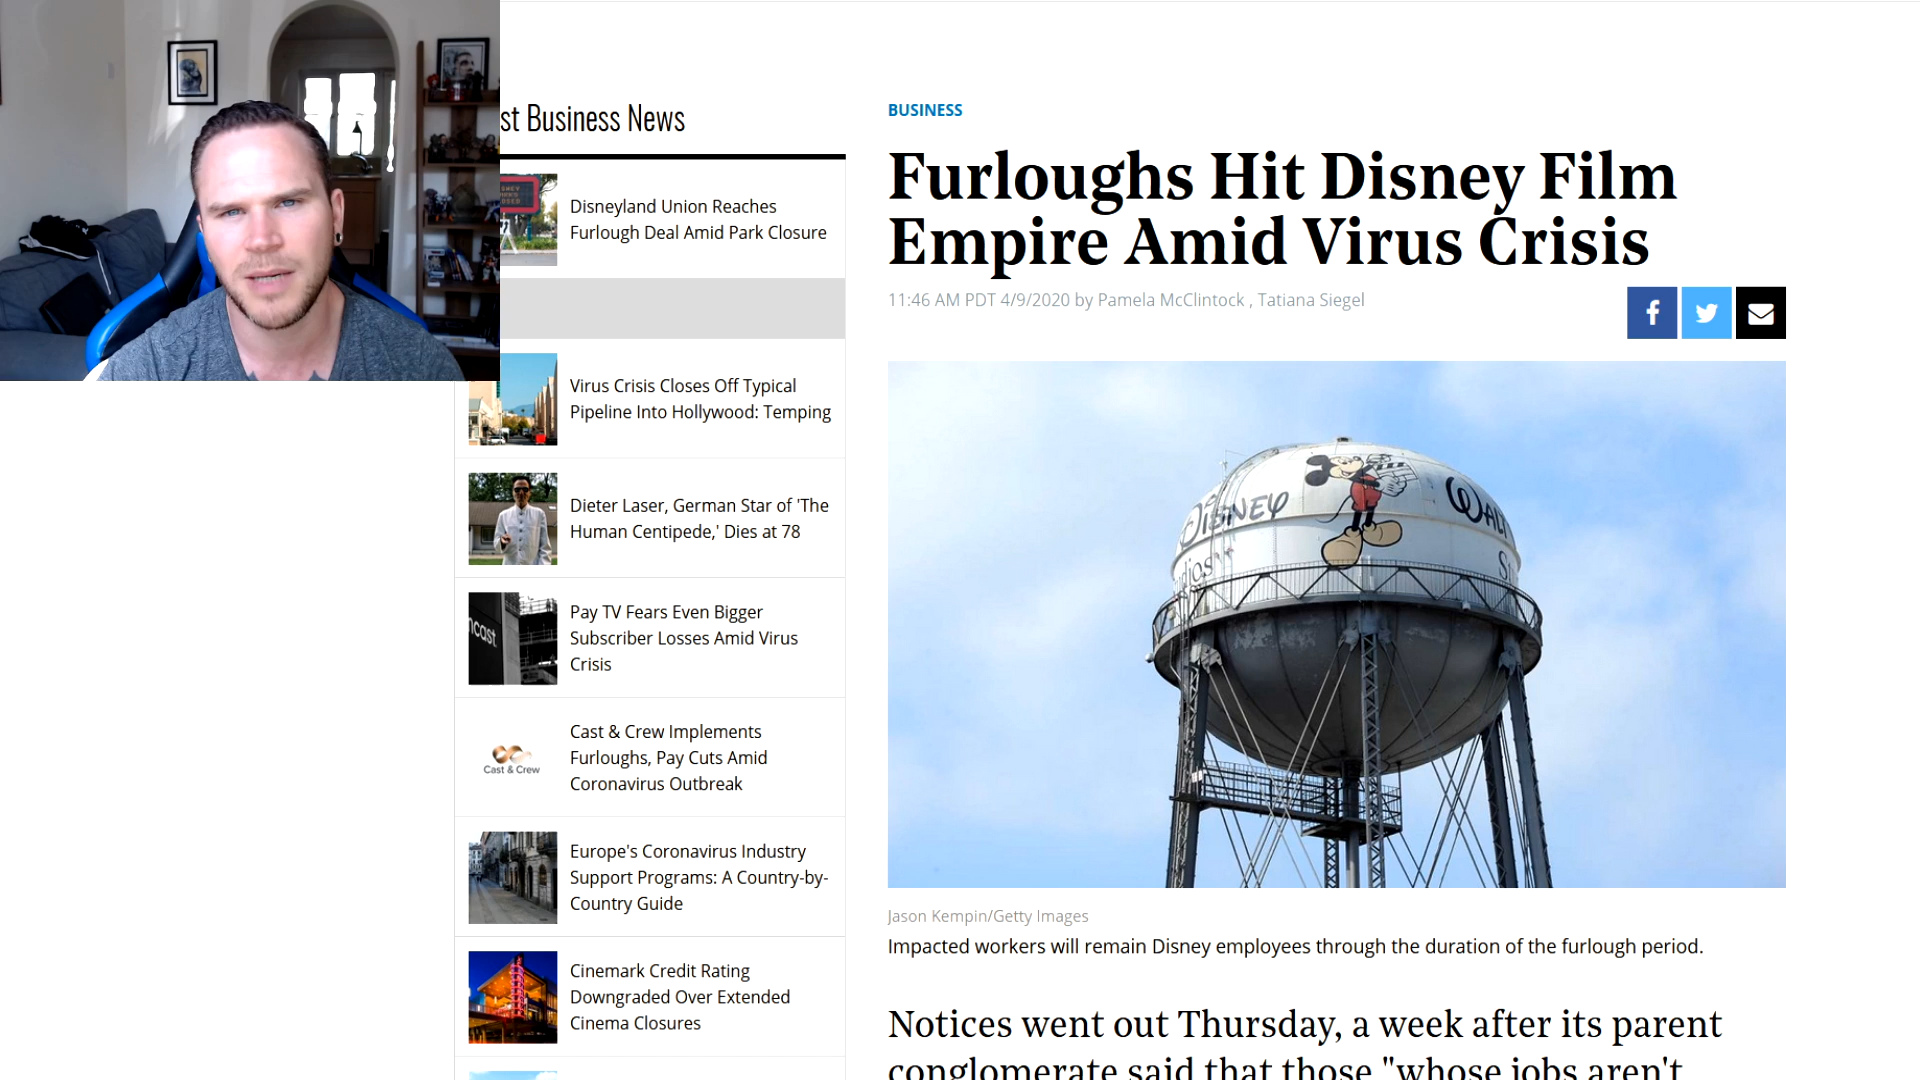 st Business News
Disneyland Union Reaches
Furlough Deal Amid Park Closure
Virus Crisis Closes Off Typical
Pipeline Into Hollywood: Temping
Dieter Laser, German Star of 'The
Human Centipede,' Dies at 78
ncast
Pay TV Fears Even Bigger
Subscriber Losses Amid Virus
Crisis
Cast & Crew
Cast & Crew Implements
Furloughs, Pay Cuts Amid
Coronavirus Outbreak
Europe's Coronavirus Industry
Support Programs: A Country-by-
Country Guide
Cinemark Credit Rating
Downgraded Over Extended
Cinema Closures
BUSINESS
Furloughs Hit Disney Film
Empire Amid Virus Crisis
11:46 AM PDT 4/9/2020 by Pamela McClintock , Tatiana Siegel
DISNEY
WALT
dios
St
Jason Kempin/Getty Images
Impacted workers will remain Disney employees through the duration of the furlough period.
Notices went out Thursday, a week after its parent
conglomerate said that those "whose jobs aren't